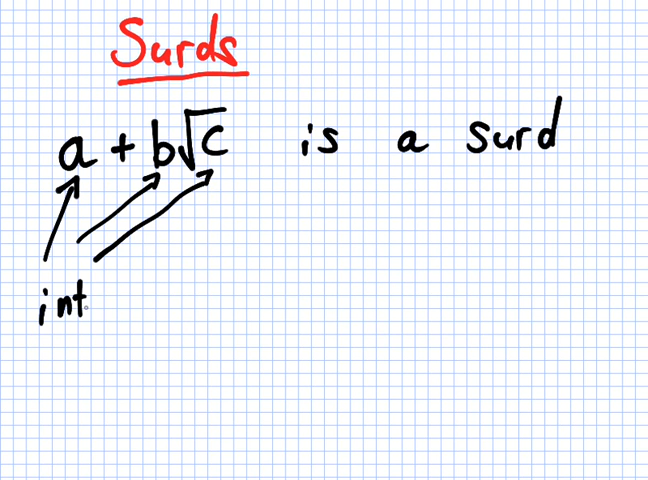 Surds
a + b√c is a surd
int